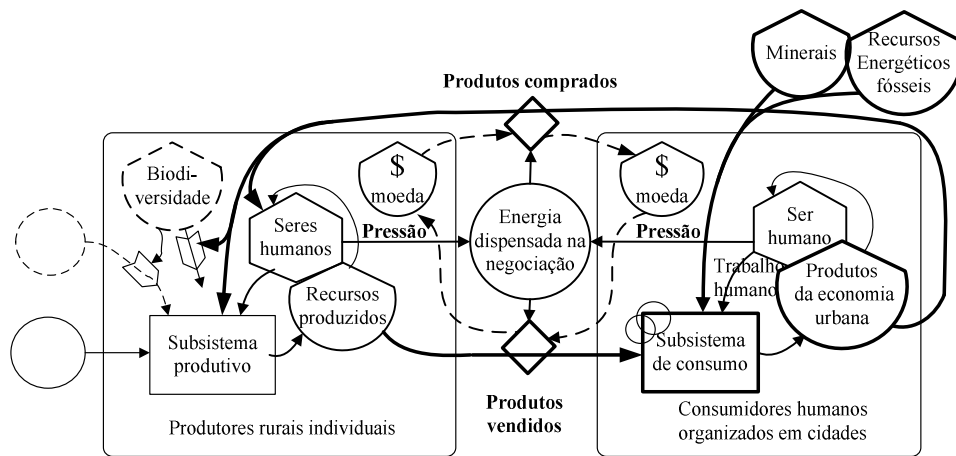 Minerais
Recursos
Energéticos
fósseis
Produtos comprados
Biodi-
versidade
$
moeda
$
moeda
Seres
humanos
Pressão
Energia
dispensada na
negociação
Pressão
Ser
humano
Trabalho
humano
Produtos
da economia
urbana
Recursos
produzidos
Subsistema
produtivo
Subsistema
de consumo
Produtos
vendidos
Produtores rurais individuais
Consumidores humanos
organizados em cidades